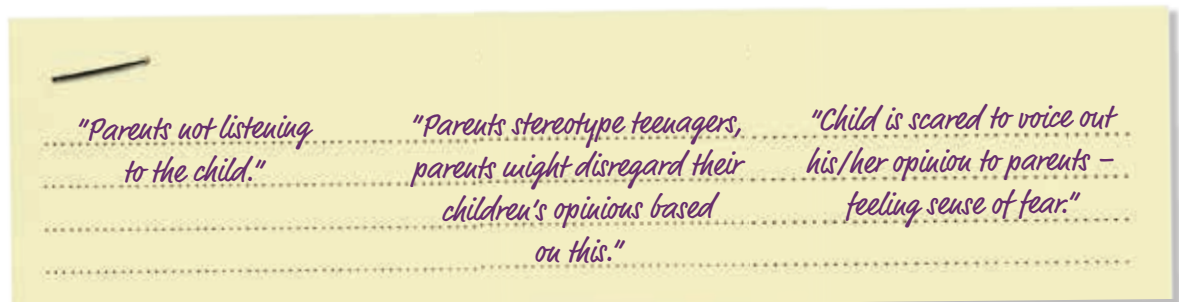 "Parents not listening
to the child."
"Parents stereotype teenagers,
parents might disregard their
children's opinions based
on this."
"Child is scared to voice out
his/her opinion to parents –
feeling sense of fear."